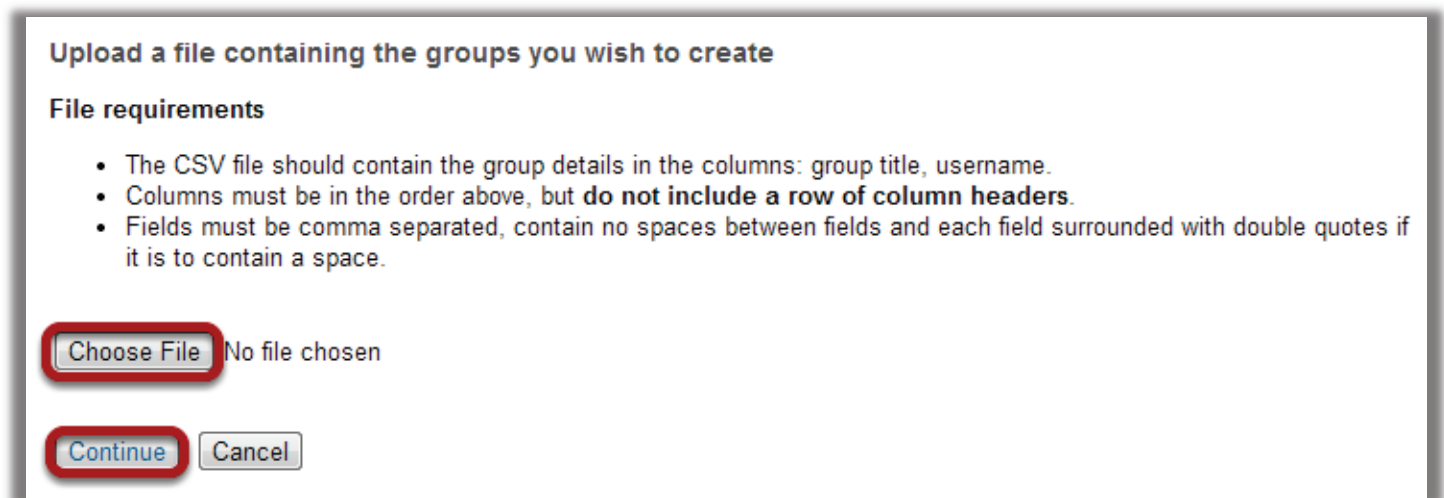 Upload a file containing the groups you wish to create
File requirements
• The CSV file should contain the group details in the columns: group title, username.
• Columns must be in the order above, but do not include a row of column headers.
• Fields must be comma separated, contain no spaces between fields and each field surrounded with double quotes if
it is to contain a space.
Choose File No file chosen
Continue Cancel